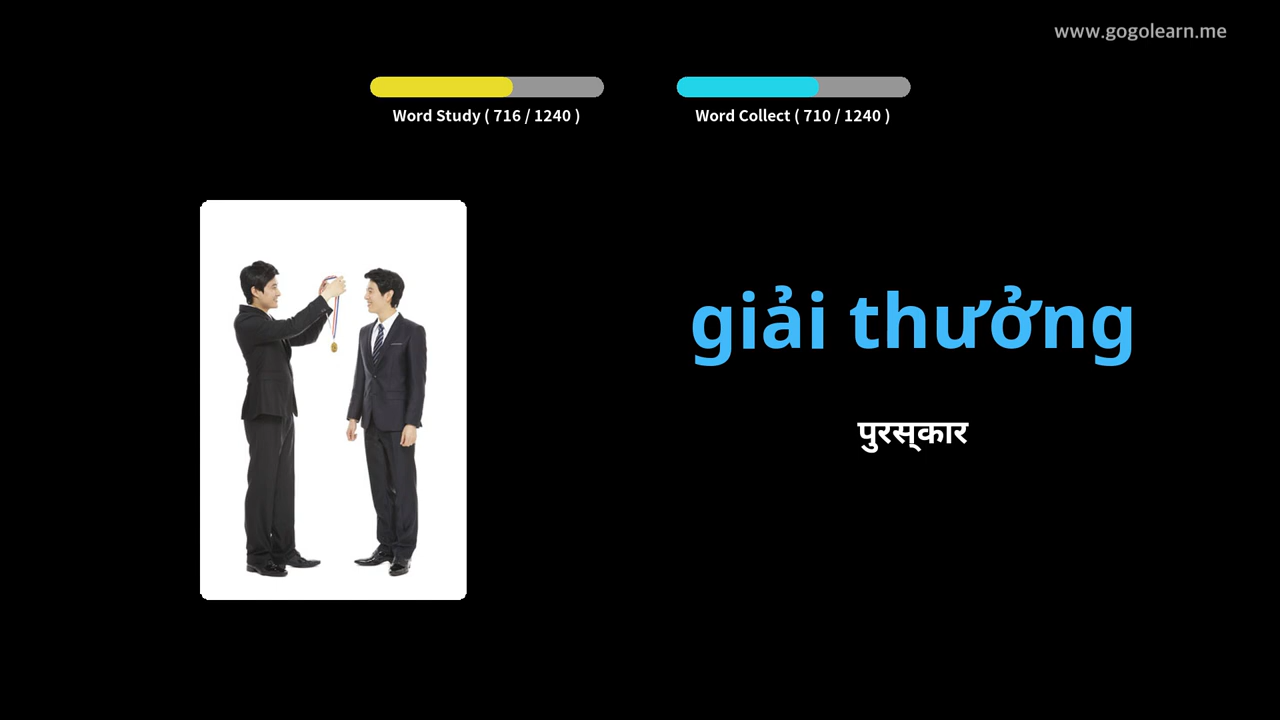 www.gogolearn.me
Word Study ( 716 / 1240 )
Word Collect ( 710 / 1240 )
giải thưởng
पुरस्कार